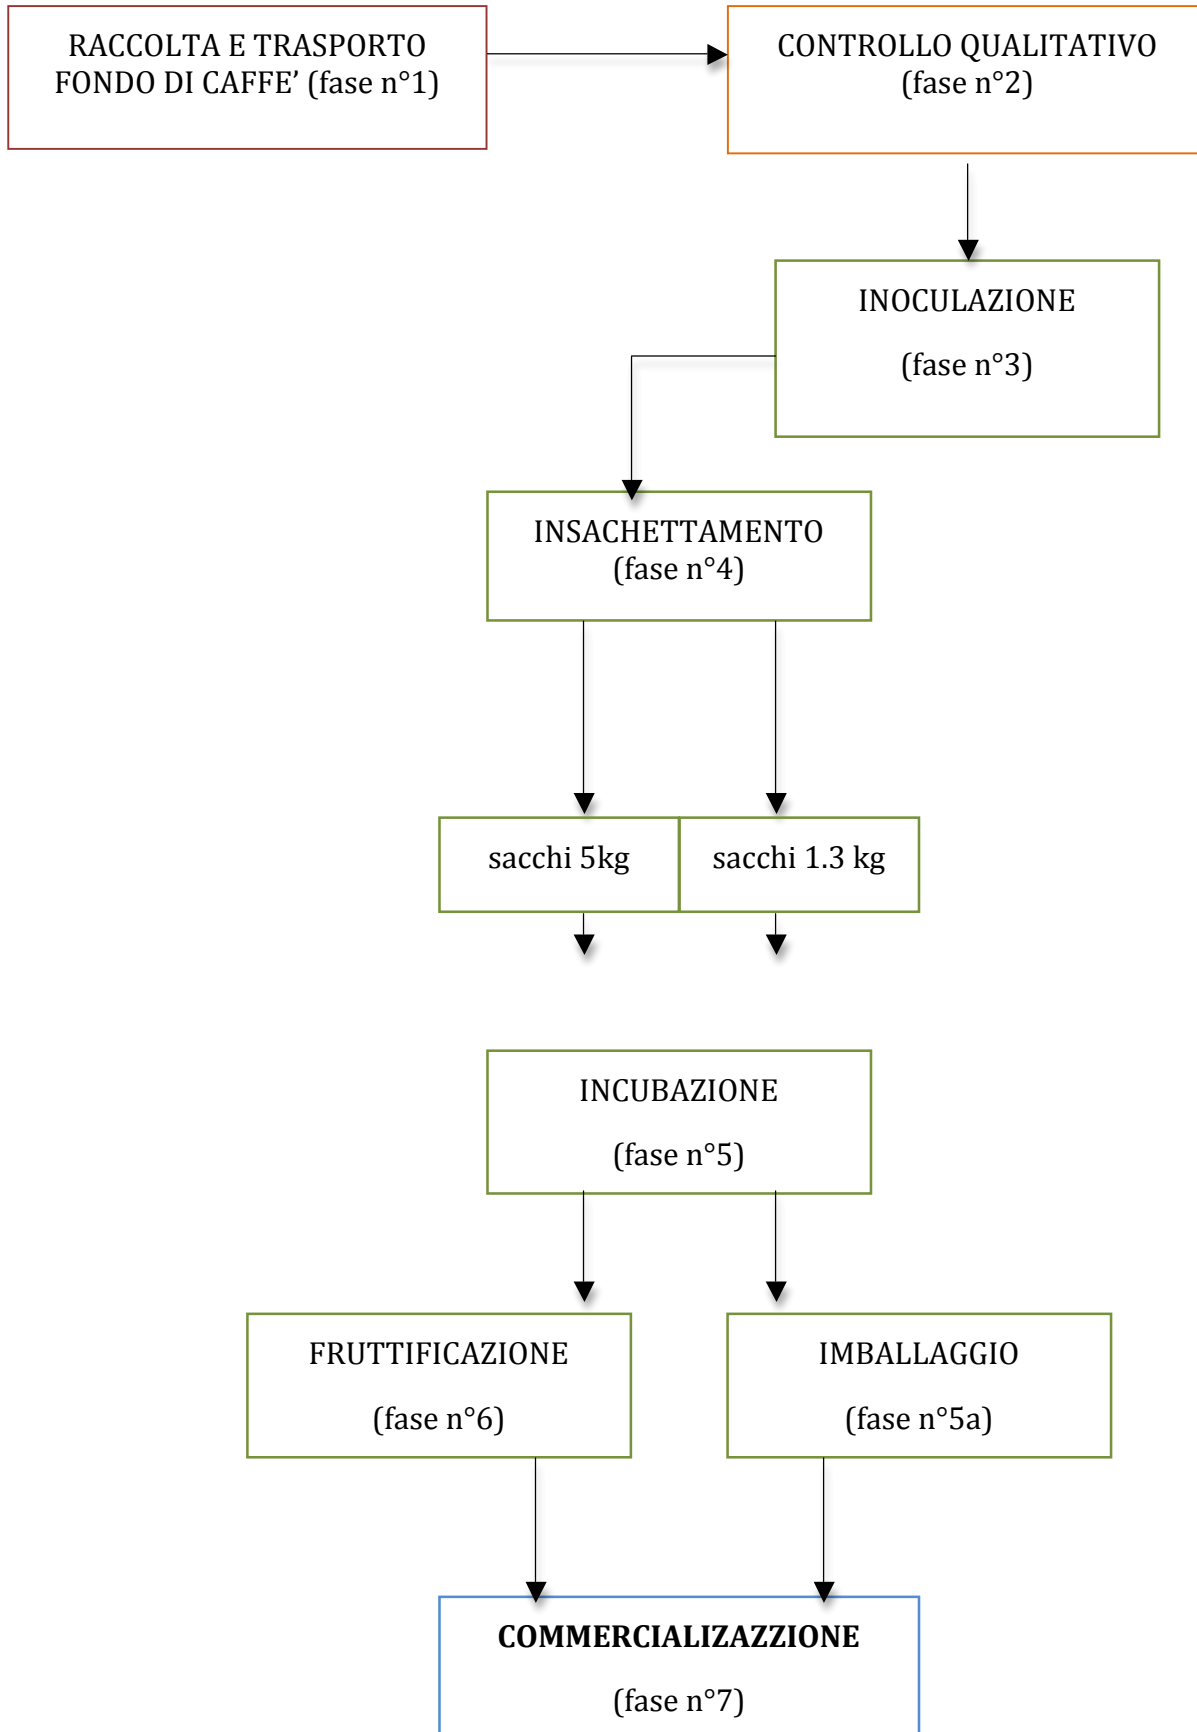 RACCOLTA E TRASPORTO
FONDO DI CAFFE’ (fase n°1)
CONTROLLO QUALITATIVO
(fase n°2)
INOCULAZIONE
(fase n°3)
INSACHETTAMENTO
(fase n°4)
sacchi 5kg
sacchi 1.3 kg
INCUBAZIONE
(fase n°5)
FRUTTIFICAZIONE
(fase n°6)
IMBALLAGGIO
(fase n°5a)
COMMERCIALIZAZZIONE
(fase n°7)